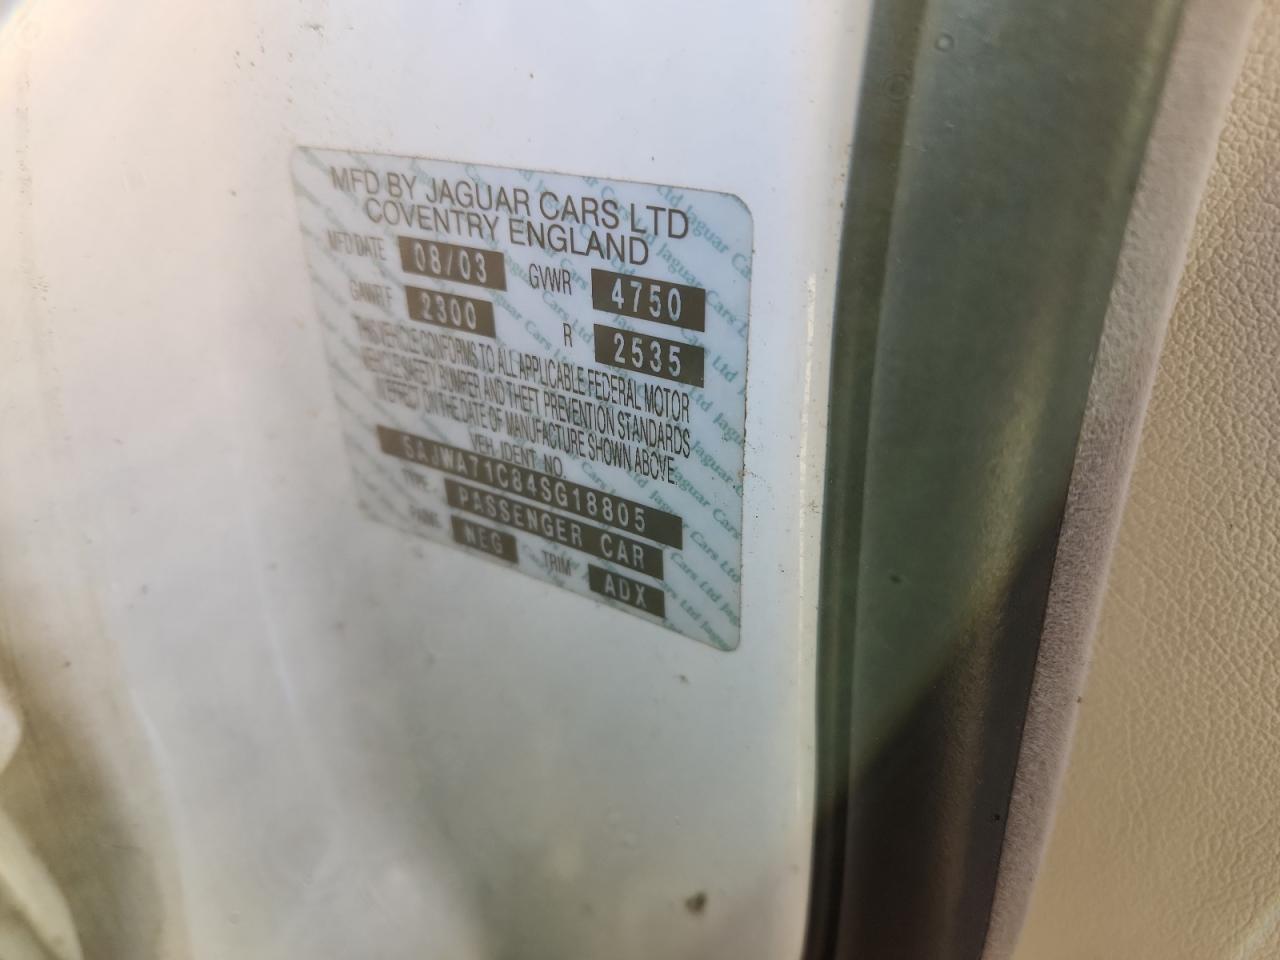 MFD BY JAGUAR CARS LTD
COVENTRY ENGLAND
MFD DATE 08/03 GVWR 4750
GAWR F 2300 R 2535
THIS VEHICLE CONFORMS TO ALL APPLICABLE FEDERAL MOTOR
VEHICLE SAFETY BUMPER AND THEFT PREVENTION STANDARDS
IN EFFECT ON THE DATE OF MANUFACTURE SHOWN ABOVE.
VEH. IDENT. NO.
SAJWA71C84SG18805
TYPE. PASSENGER CAR
PAINT NEG TRIM ADX